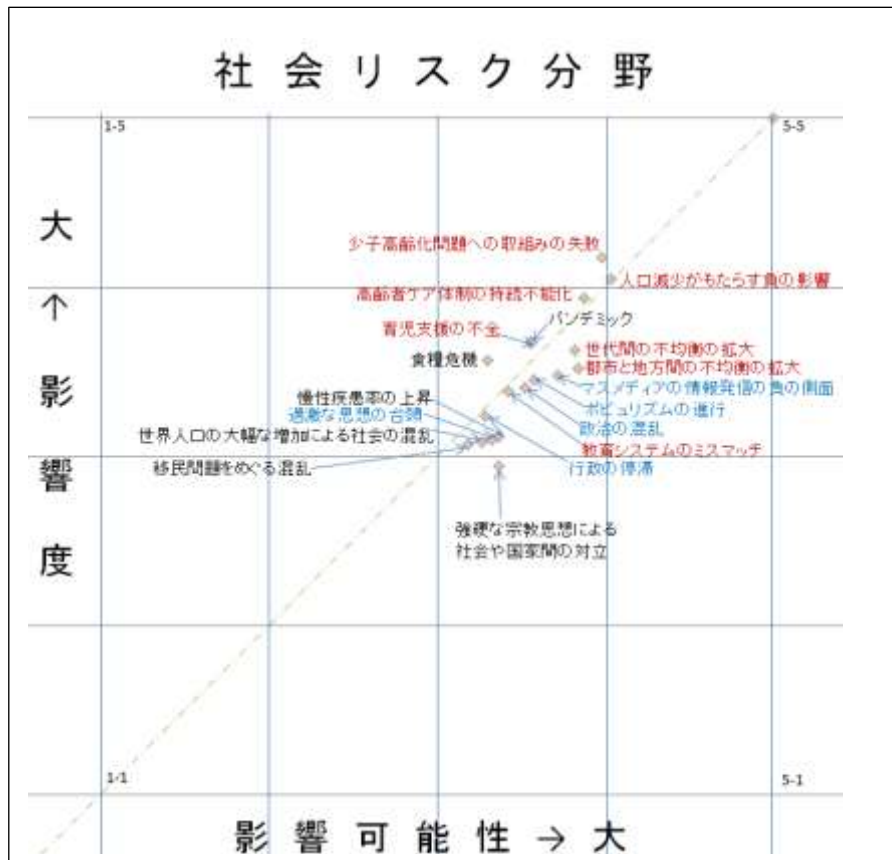 社会リスク分野
1-5
5-5
大
↑
影
響
度
少子高齢化問題への取組みの失敗
人口減少がもたらす負の影響
高齢者ケア体制の持続不能化
パンデミック
育児支援の不全
世代間の不均衡の拡大
食糧危機
都市と地方間の不均衡の拡大
マスメディアの情報発信の負の側面
慢性疾患率の上昇
ポピュリズムの進行
過激な思想の台頭
政治の混乱
世界人口の大幅な増加による社会の混乱
教育システムのミスマッチ
移民問題をめぐる混乱
行政の停滞
強硬な宗教思想による
社会や国家間の対立
1-1
5-1
影響可能性→大